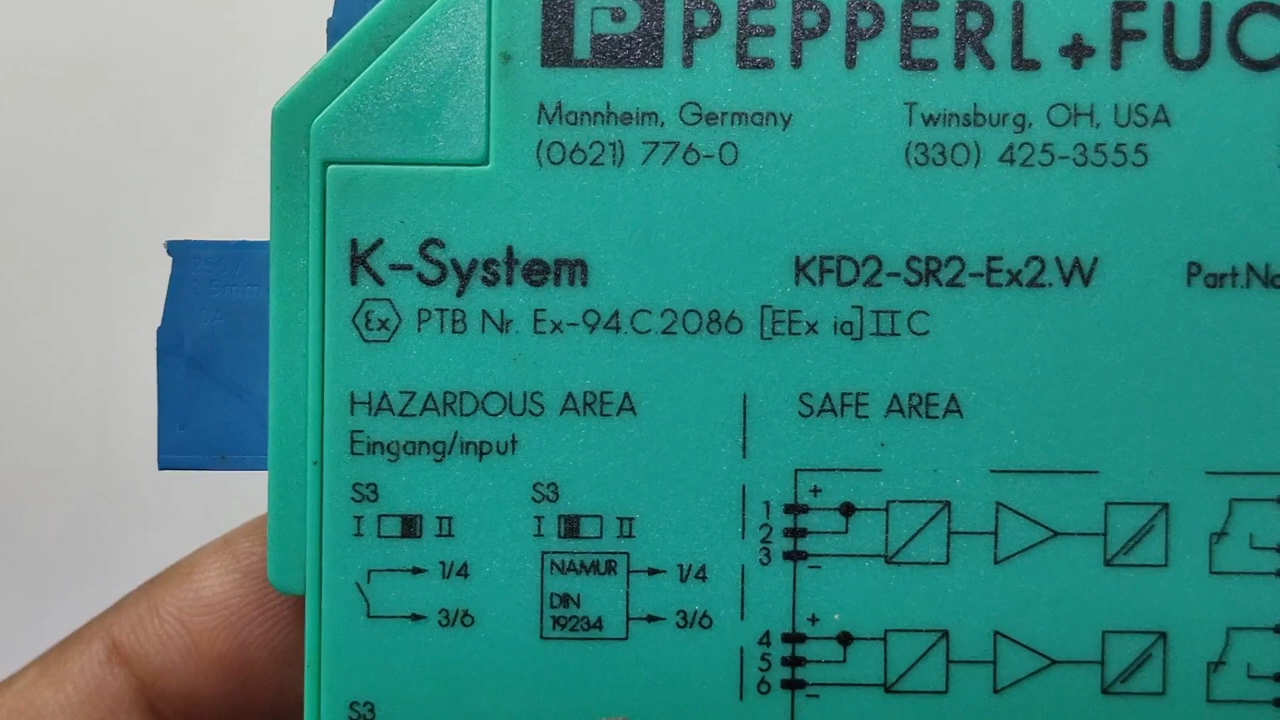 PEPPERL+FUC
Mannheim, Germany
(0621) 776-0
Twinsburg, OH, USA
(330) 425-3555
K-System
KFD2-SR2-Ex2.W
Part.No
Ex PTB Nr. Ex-94.C.2086 [EEx ia] II C
HAZARDOUS AREA
SAFE AREA
Eingang/input
S3
S3
I II
I II
1/4
3/6
NAMUR
DIN
19234
1/4
3/6
+
1
2
3
-
+
4
5
6
-
S3